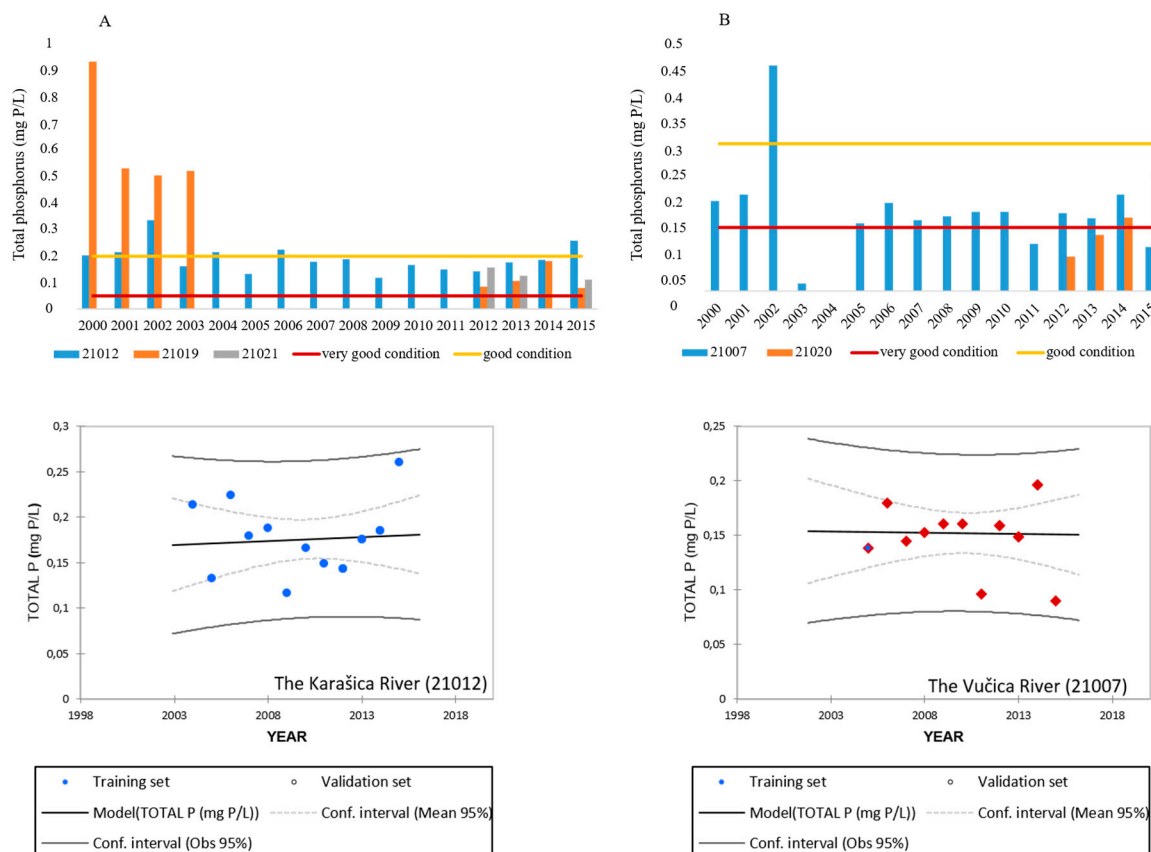 A
Total phosphorus (mg P/L)
1
0.9
0.8
0.7
0.6
0.5
0.4
0.3
0.2
0.1
0
2000 2001 2002 2003 2004 2005 2006 2007 2008 2009 2010 2011 2012 2013 2014 2015
21012 21019 21021 very good condition good condition
B
Total phosphorus (mg P/L)
0.5
0.45
0.4
0.35
0.3
0.25
0.2
0.15
0.1
0.05
0
2000 2001 2002 2003 2004 2005 2006 2007 2008 2009 2010 2011 2012 2013 2014 2015
21007 21020 very good condition good condition
TOTAL P (mg P/L)
0,3
0,25
0,2
0,15
0,1
0,05
0
The Karašica River (21012)
1998 2003 2008 2013 2018
YEAR
Training set Validation set
Model(TOTAL P (mg P/L)) Conf. interval (Mean 95%)
Conf. interval (Obs 95%)
TOTAL P (mg P/L)
0,25
0,2
0,15
0,1
0,05
0
The Vučica River (21007)
1998 2003 2008 2013 2018
YEAR
Training set Validation set
Model(TOTAL P (mg P/L)) Conf. interval (Mean 95%)
Conf. interval (Obs 95%)